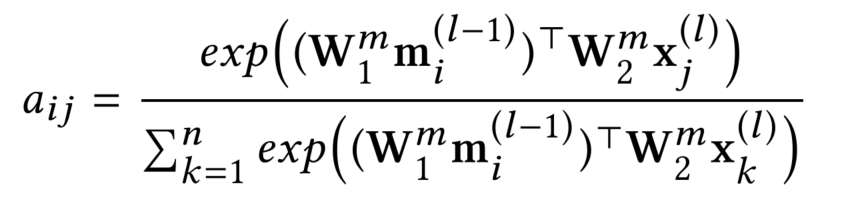 a_{ij} = \frac{exp\left((\mathbf{W}_1^m \mathbf{m}_i^{(l-1)})^\top \mathbf{W}_2^m \mathbf{x}_j^{(l)}\right)}{\sum_{k=1}^n exp\left((\mathbf{W}_1^m \mathbf{m}_i^{(l-1)})^\top \mathbf{W}_2^m \mathbf{x}_k^{(l)}\right)}